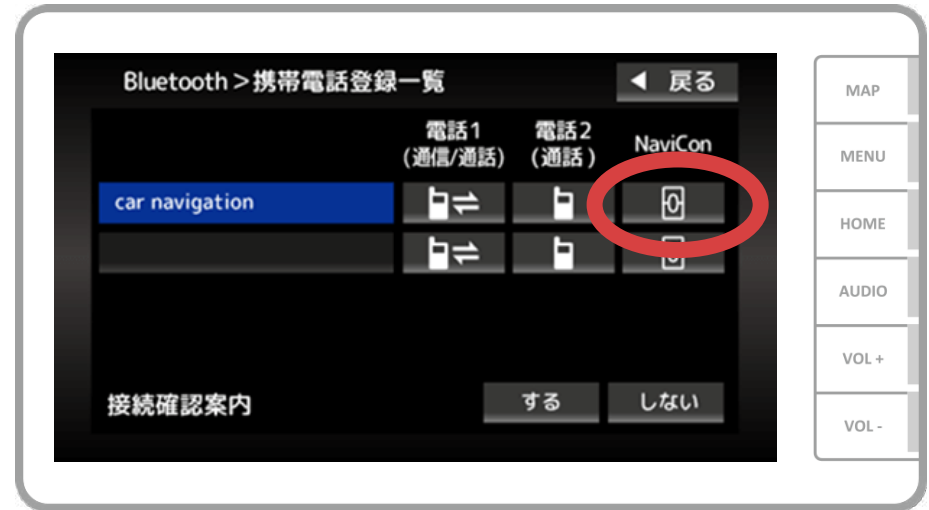 Bluetooth＞携帯電話登録一覧
◀ 戻る
電話1
(通信/通話)
電話2
(通話)
NaviCon
car navigation
接続確認案内
する
しない
MAP
MENU
HOME
AUDIO
VOL +
VOL -